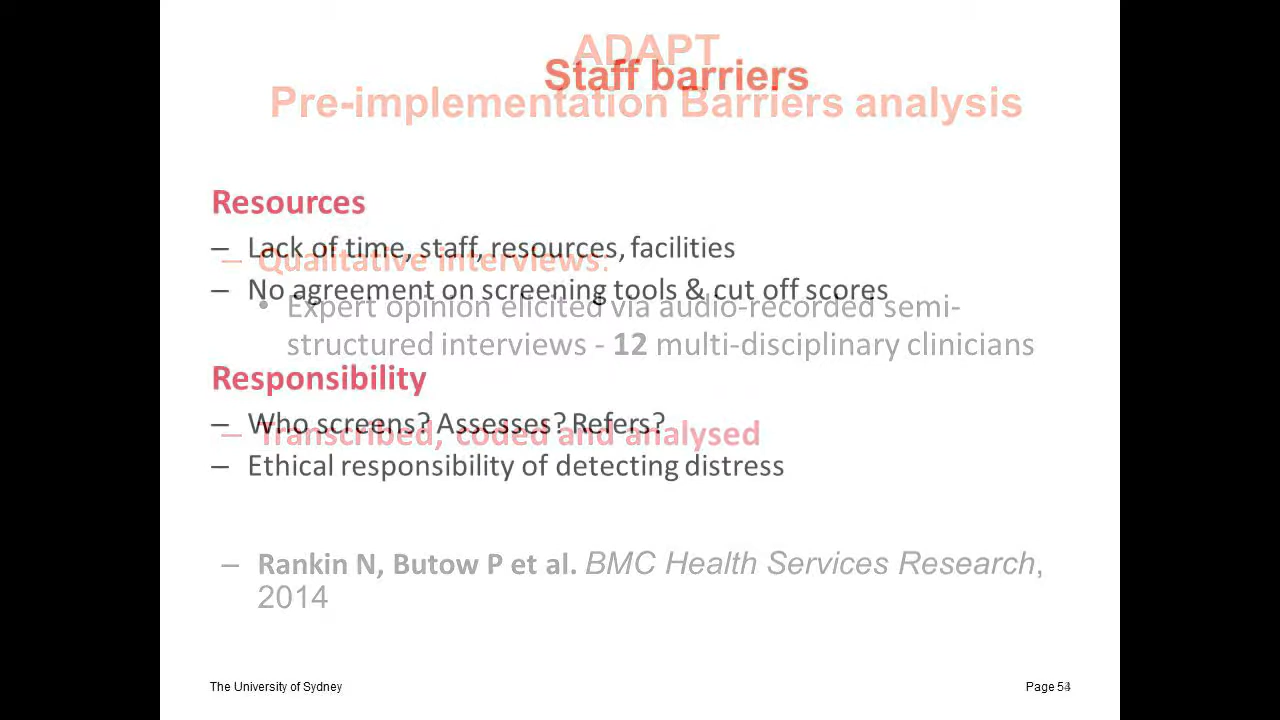 ADAPT
Staff barriers
Pre-implementation Barriers analysis
Resources
– Lack of time, staff, resources, facilities
– Qualitative interviews:
– No agreement on screening tools & cut off scores
• Expert opinion elicited via audio-recorded semi-
structured interviews - 12 multi-disciplinary clinicians
Responsibility
– Who screens? Assesses? Refers?
– Transcribed, coded and analysed
– Ethical responsibility of detecting distress
– Rankin N, Butow P et al. BMC Health Services Research,
2014
The University of Sydney
Page